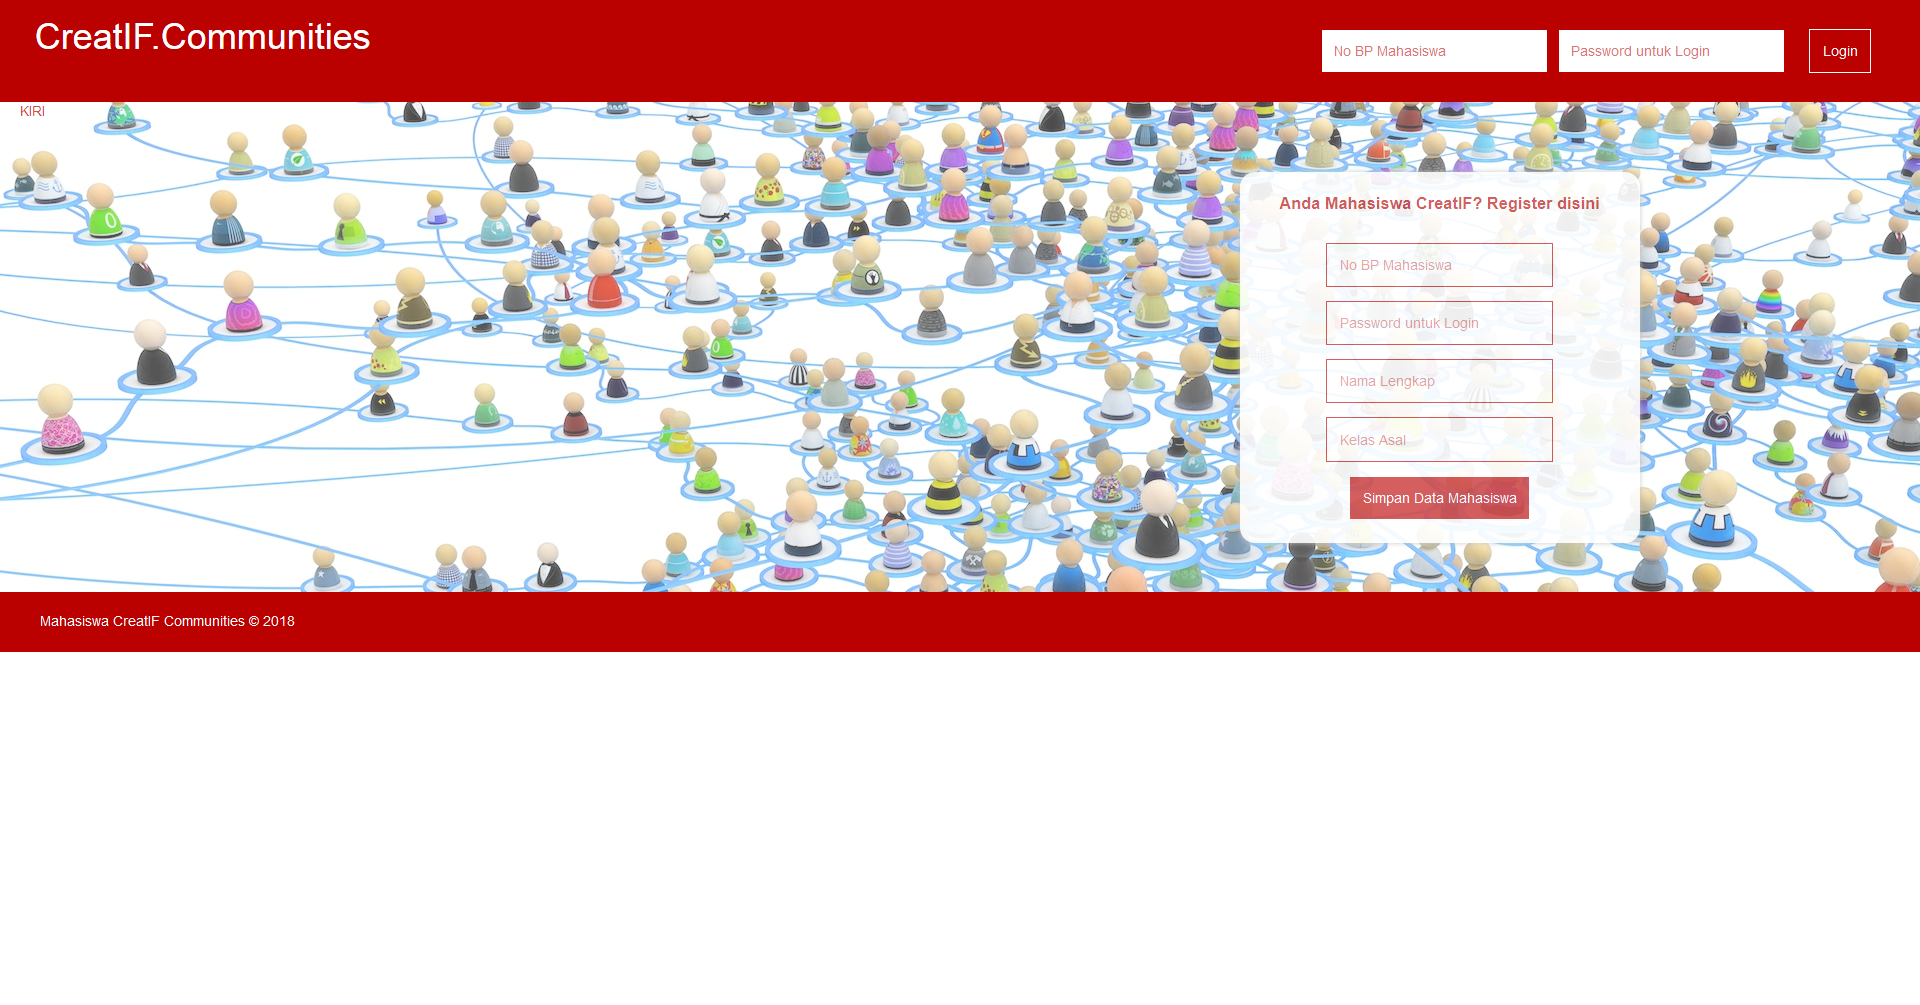 CreatIF.Communities
No BP Mahasiswa
Password untuk Login
Login
KIRI
Anda Mahasiswa CreatIF? Register disini
No BP Mahasiswa
Password untuk Login
Nama Lengkap
Kelas Asal
Simpan Data Mahasiswa
Mahasiswa CreatIF Communities © 2018